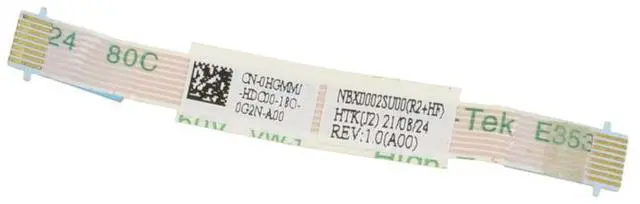 24 80C
CN-0HGMMJ
-HDC00-18O-
0G2N-A00
NBX0002SU00(R2+HF)
HTK(J2) 21/08/24
REV:1.0(A00)
-Tek E353